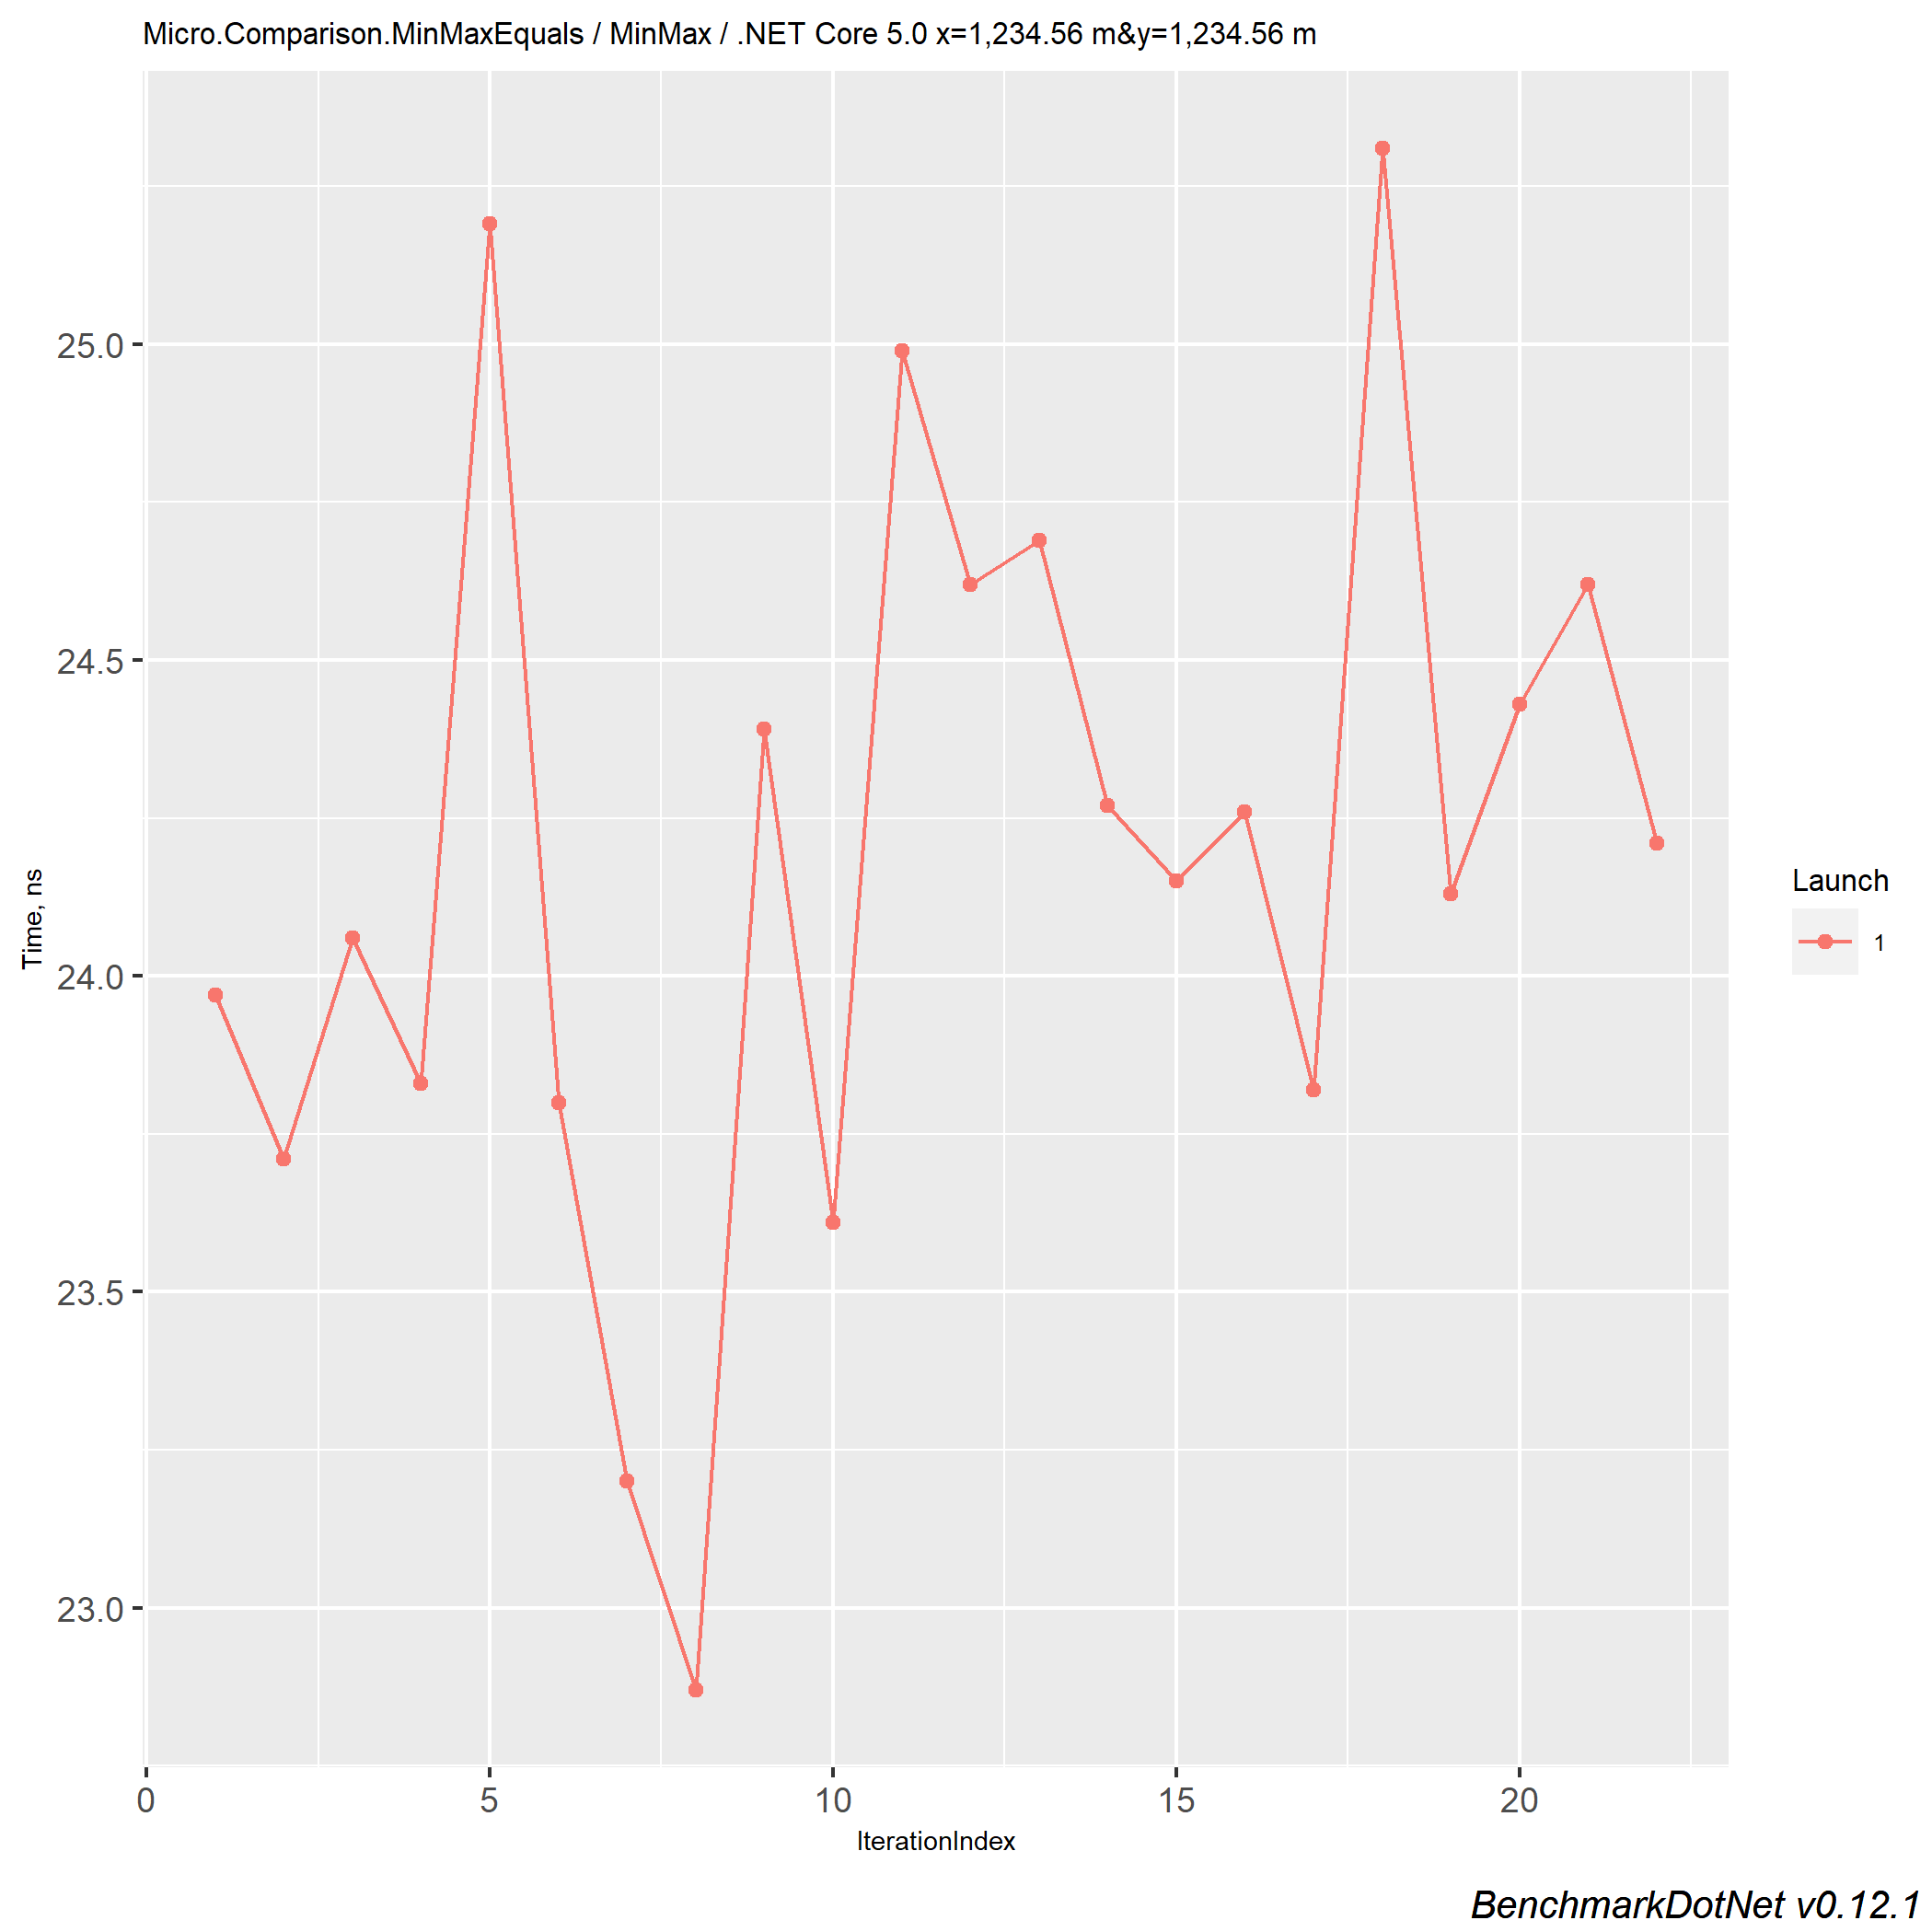 Micro.Comparison.MinMaxEquals / MinMax / .NET Core 5.0 x=1,234.56 m&y=1,234.56 m
25.0
24.5
24.0
23.5
23.0
Time, ns
0 5 10 15 20
IterationIndex
Launch
1
BenchmarkDotNet v0.12.1